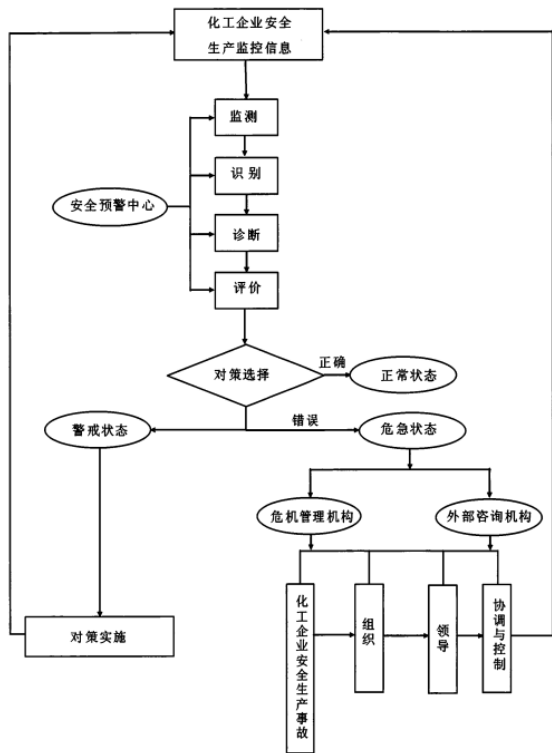 化工企业安全
生产监控信息
监测
识别
安全预警中心
诊断
评价
对策选择
正确
正常状态
警戒状态
错误
危急状态
危机管理机构
外部咨询机构
对策实施
化工企业安全生产事故
组织
领导
协调与控制